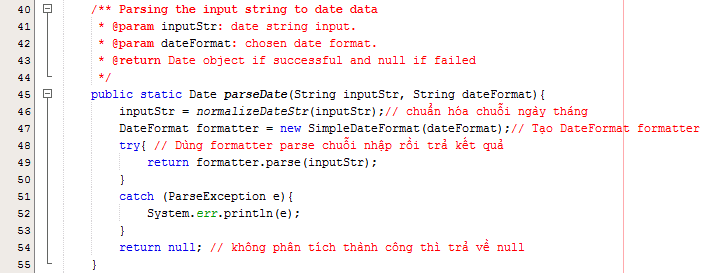 40 /** Parsing the input string to date data
41 * @param inputStr: date string input.
42 * @param dateFormat: chosen date format.
43 * @return Date object if successful and null if failed
44 */
45 public static Date parseDate(String inputStr, String dateFormat){
46 inputStr = normalizeDateStr(inputStr);// chuẩn hóa chuỗi ngày tháng
47 DateFormat formatter = new SimpleDateFormat(dateFormat);// Tạo DateFormat formatter
48 try{ // Dùng formatter parse chuỗi nhập rồi trả kết quả
49 return formatter.parse(inputStr);
50 }
51 catch (ParseException e){
52 System.err.println(e);
53 }
54 return null; // không phân tích thành công thì trả về null
55 }